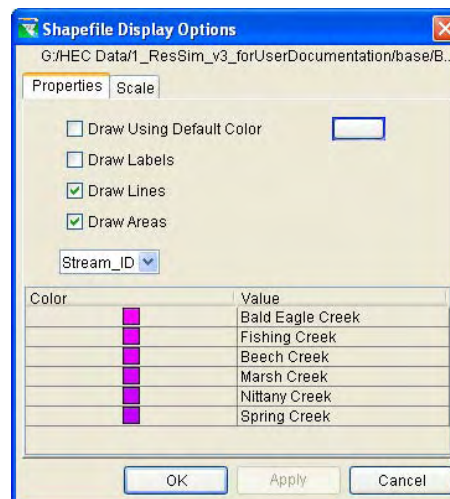 Shapefile Display Options
G:/HEC Data/1_ResSim_v3_forUserDocumentation/base/B...
Properties Scale
Draw Using Default Color
Draw Labels
Draw Lines
Draw Areas
Stream_ID
Color Value
Bald Eagle Creek
Fishing Creek
Beech Creek
Marsh Creek
Nittany Creek
Spring Creek
OK Apply Cancel